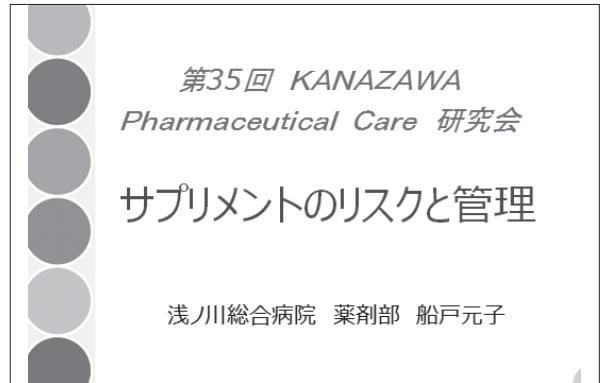 第35回 KANAZAWA
Pharmaceutical Care 研究会
サプリメントのリスクと管理
浅ノ川総合病院 薬剤部 船戸元子